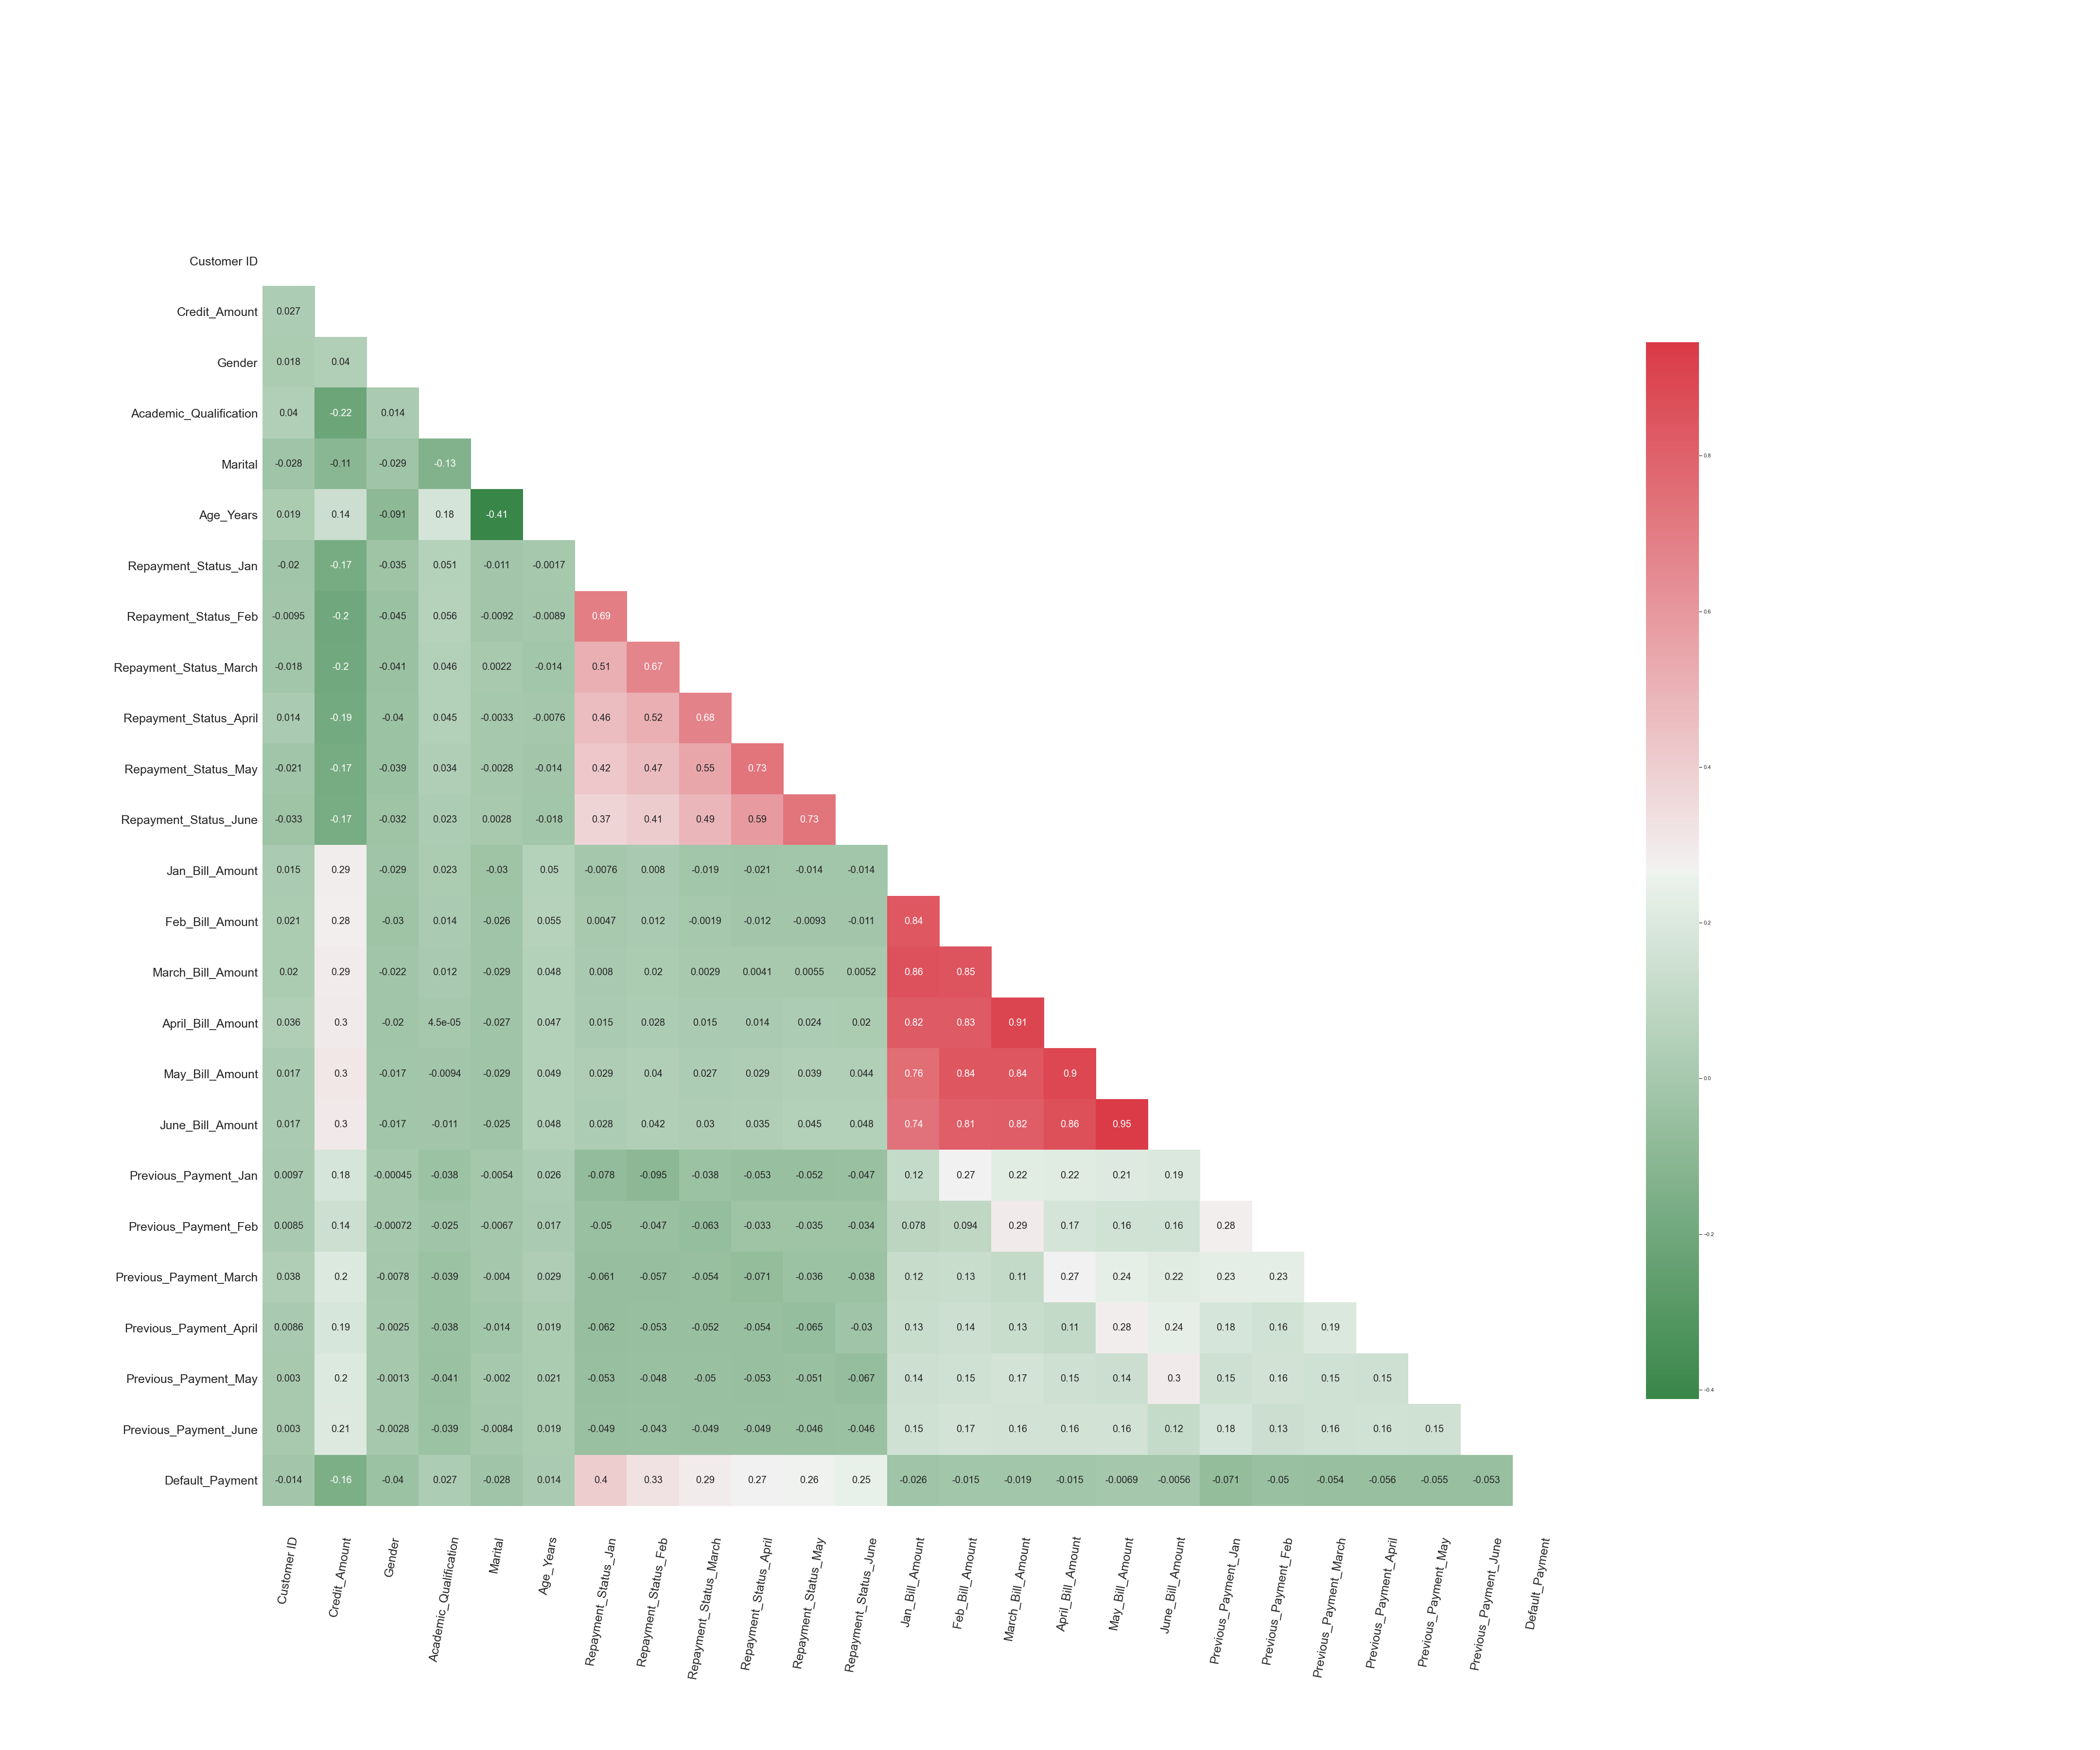 Customer ID
Credit_Amount 0.027
Gender 0.018 0.04
Academic_Qualification 0.04 -0.22 0.014
0.8
Marital -0.028 -0.11 -0.029 -0.13
Age_Years 0.019 0.14 -0.091 0.18 -0.41
Repayment_Status_Jan -0.02 -0.17 -0.035 0.051 -0.011 -0.0017
0.6
Repayment_Status_Feb -0.0095 -0.2 -0.045 0.056 -0.0092 -0.0089 0.69
Repayment_Status_March -0.018 -0.2 -0.041 0.046 0.0022 -0.014 0.51 0.67
Repayment_Status_April 0.014 -0.19 -0.04 0.045 -0.0033 -0.0076 0.46 0.52 0.68
0.4
Repayment_Status_May -0.021 -0.17 -0.039 0.034 -0.0028 -0.014 0.42 0.47 0.55 0.73
Repayment_Status_June -0.033 -0.17 -0.032 0.023 0.0028 -0.018 0.37 0.41 0.49 0.59 0.73
Jan_Bill_Amount 0.015 0.29 -0.029 0.023 -0.03 0.05 -0.0076 0.008 -0.019 -0.021 -0.014 -0.014
Feb_Bill_Amount 0.021 0.28 -0.03 0.014 -0.026 0.055 0.0047 0.012 -0.0019 -0.012 -0.0093 -0.011 0.84
0.2
March_Bill_Amount 0.02 0.29 -0.022 0.012 -0.029 0.048 0.008 0.02 0.0029 0.0041 0.0055 0.0052 0.86 0.85
April_Bill_Amount 0.036 0.3 -0.02 4.5e-05 -0.027 0.047 0.015 0.028 0.015 0.014 0.024 0.02 0.82 0.83 0.91
May_Bill_Amount 0.017 0.3 -0.017 -0.0094 -0.029 0.049 0.029 0.04 0.027 0.029 0.039 0.044 0.76 0.84 0.84 0.9
0.0
June_Bill_Amount 0.017 0.3 -0.017 -0.011 -0.025 0.048 0.028 0.042 0.03 0.035 0.045 0.048 0.74 0.81 0.82 0.86 0.95
Previous_Payment_Jan 0.0097 0.18 -0.00045 -0.038 -0.0054 0.026 -0.078 -0.095 -0.038 -0.053 -0.052 -0.047 0.12 0.27 0.22 0.22 0.21 0.19
Previous_Payment_Feb 0.0085 0.14 -0.00072 -0.025 -0.0067 0.017 -0.05 -0.047 -0.063 -0.033 -0.035 -0.034 0.078 0.094 0.29 0.17 0.16 0.16 0.28
−0.2
Previous_Payment_March 0.038 0.2 -0.0078 -0.039 -0.004 0.029 -0.061 -0.057 -0.054 -0.071 -0.036 -0.038 0.12 0.13 0.11 0.27 0.24 0.22 0.23 0.23
Previous_Payment_April 0.0086 0.19 -0.0025 -0.038 -0.014 0.019 -0.062 -0.053 -0.052 -0.054 -0.065 -0.03 0.13 0.14 0.13 0.11 0.28 0.24 0.18 0.16 0.19
Previous_Payment_May 0.003 0.2 -0.0013 -0.041 -0.002 0.021 -0.053 -0.048 -0.05 -0.053 -0.051 -0.067 0.14 0.15 0.17 0.15 0.14 0.3 0.15 0.16 0.15 0.15
−0.4
Previous_Payment_June 0.003 0.21 -0.0028 -0.039 -0.0084 0.019 -0.049 -0.043 -0.049 -0.049 -0.046 -0.046 0.15 0.17 0.16 0.16 0.16 0.12 0.18 0.13 0.16 0.16 0.15
Default_Payment -0.014 -0.16 -0.04 0.027 -0.028 0.014 0.4 0.33 0.29 0.27 0.26 0.25 -0.026 -0.015 -0.019 -0.015 -0.0069 -0.0056 -0.071 -0.05 -0.054 -0.056 -0.055 -0.053
Customer ID
Credit_Amount
Gender
Academic_Qualification
Marital
Age_Years
Repayment_Status_Jan
Repayment_Status_Feb
Repayment_Status_March
Repayment_Status_April
Repayment_Status_May
Repayment_Status_June
Jan_Bill_Amount
Feb_Bill_Amount
March_Bill_Amount
April_Bill_Amount
May_Bill_Amount
June_Bill_Amount
Previous_Payment_Jan
Previous_Payment_Feb
Previous_Payment_March
Previous_Payment_April
Previous_Payment_May
Previous_Payment_June
Default_Payment